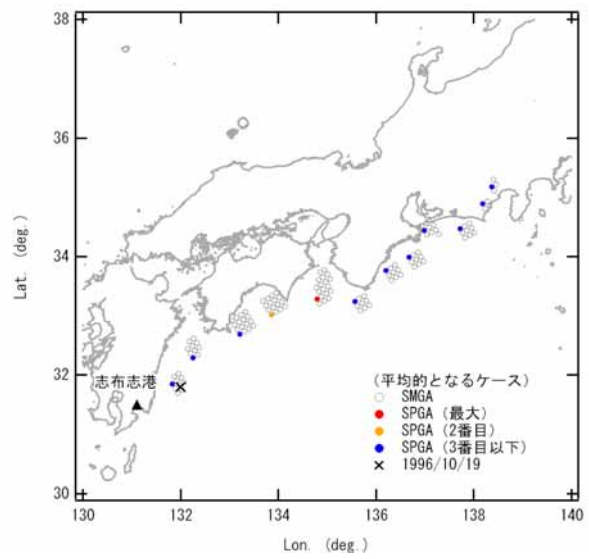 38
36
34
32
30
Lat. (deg.)
志布志港
(平均的となるケース)
SMGA
SPGA (最大)
SPGA (2番目)
SPGA (3番目以下)
1996/10/19
130 132 134 136 138 140
Lon. (deg.)